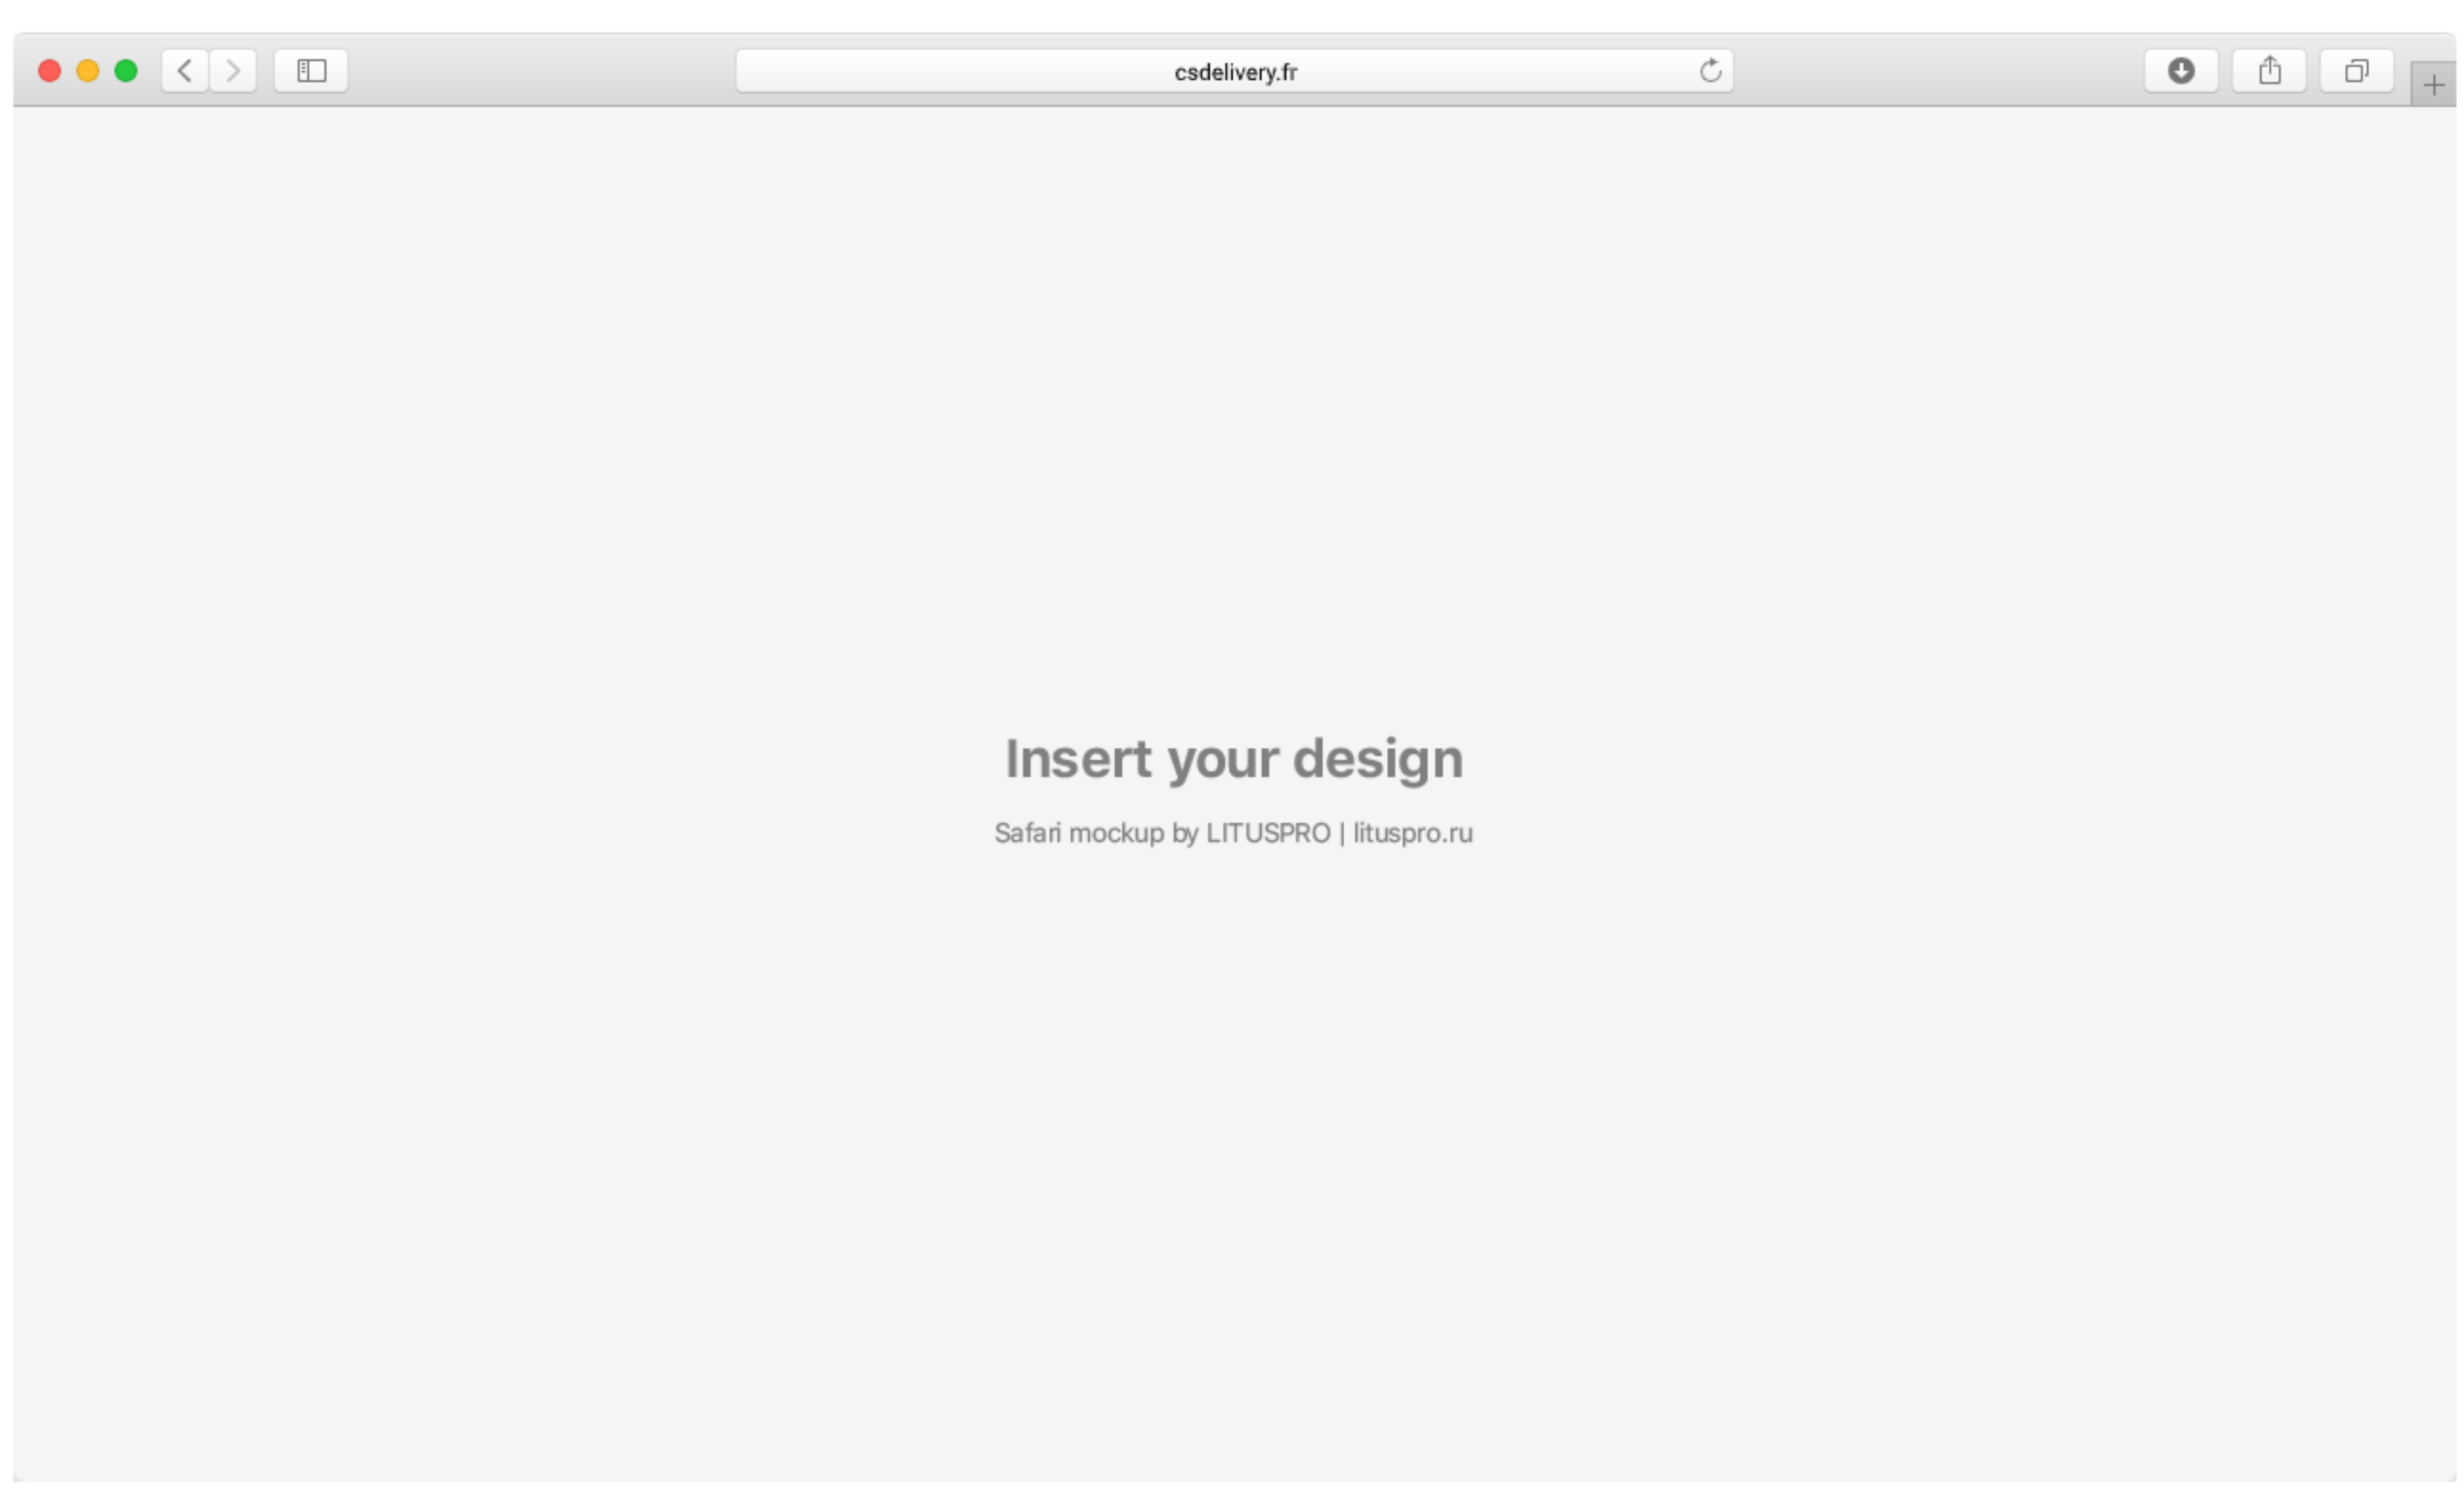 csdelivery.fr
Insert your design
Safari mockup by LITUSPRO | lituspro.ru